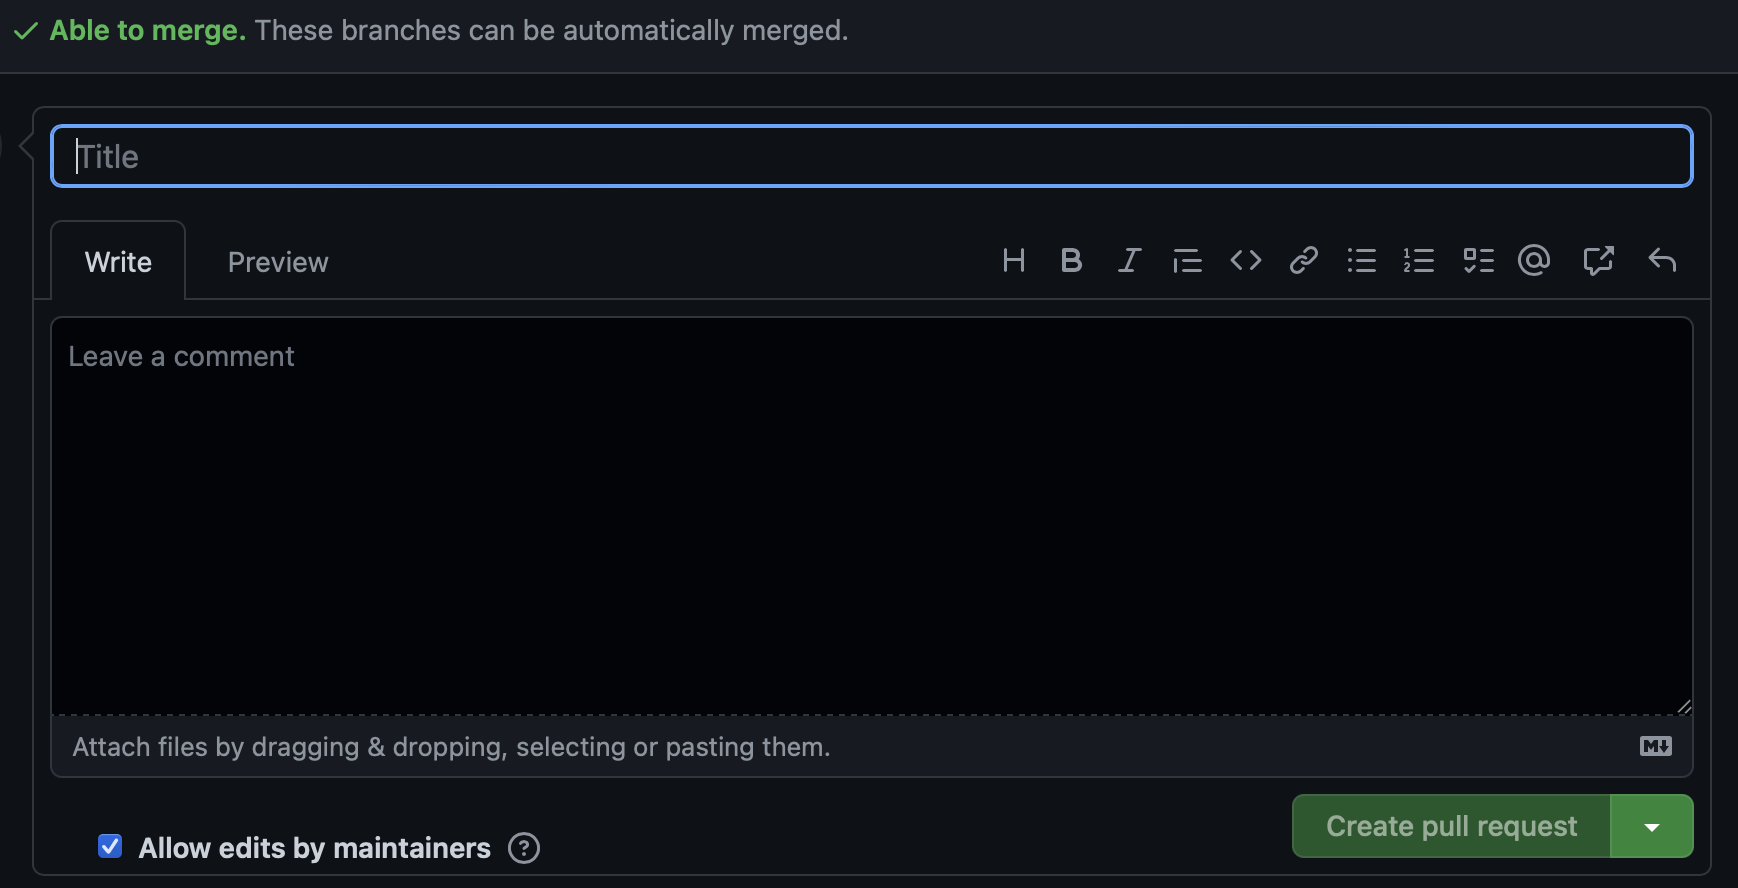 Able to merge. These branches can be automatically merged.
Title
Write Preview
Leave a comment
Attach files by dragging & dropping, selecting or pasting them.
Allow edits by maintainers
Create pull request